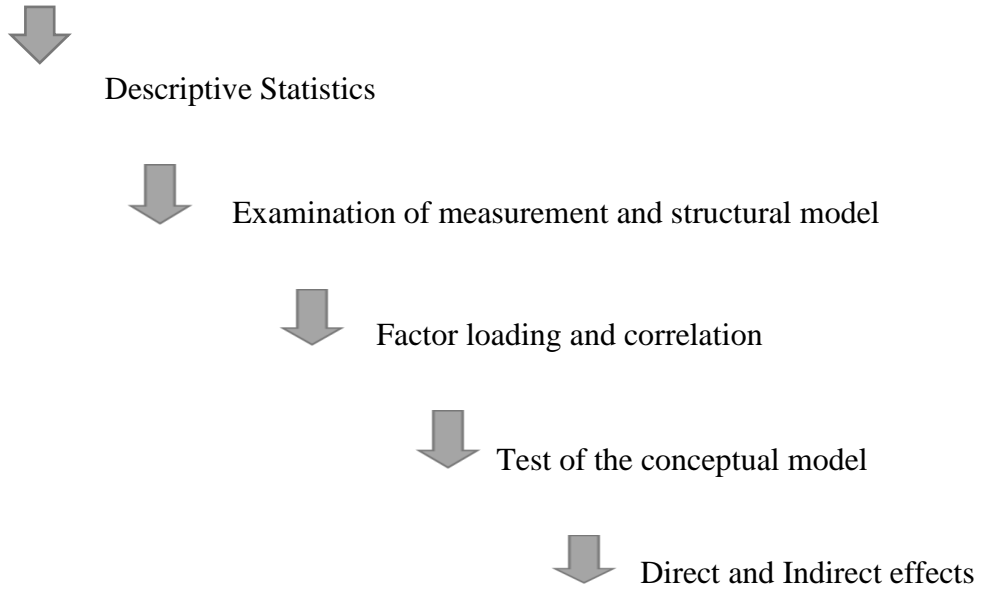 Descriptive Statistics
Examination of measurement and structural model
Factor loading and correlation
Test of the conceptual model
Direct and Indirect effects